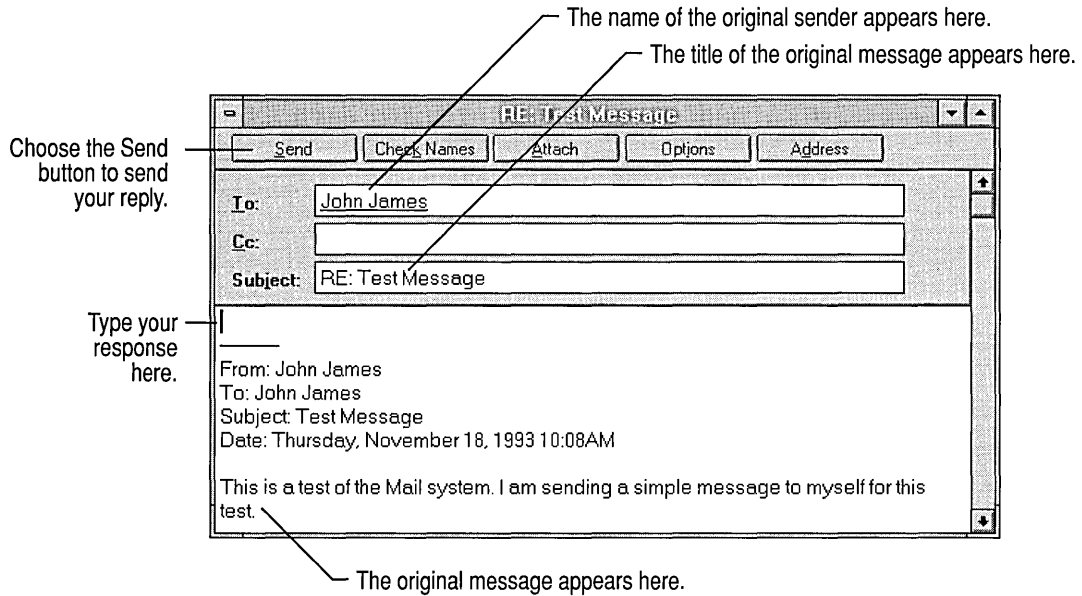 The name of the original sender appears here.
The title of the original message appears here.
RE: Test Message
Choose the Send
button to send
your reply.
Send
Check Names
Attach
Options
Address
To: John James
Cc:
Subject: RE: Test Message
Type your
response
here.
From: John James
To: John James
Subject: Test Message
Date: Thursday, November 18, 1993 10:08AM
This is a test of the Mail system. I am sending a simple message to myself for this
test.
The original message appears here.